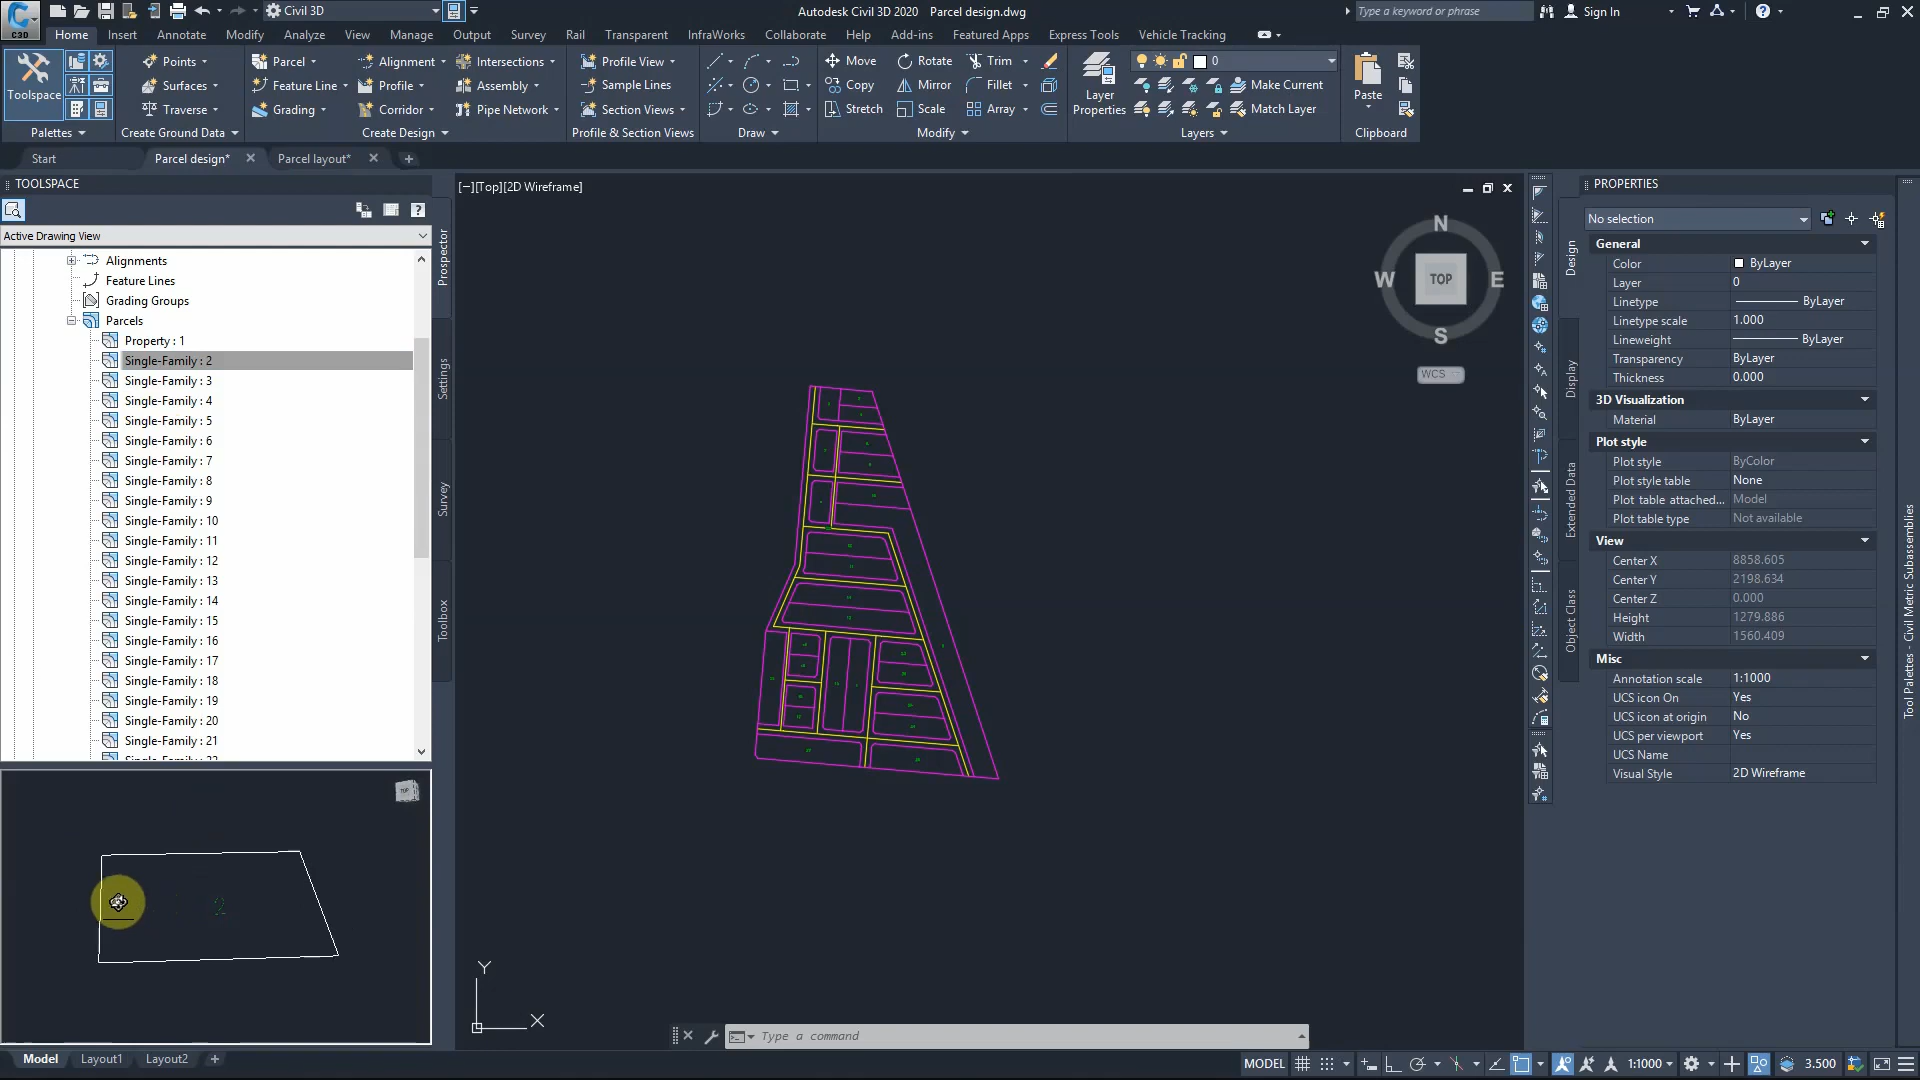 Civil 3D
Autodesk Civil 3D 2020 Parcel design.dwg
Type a keyword or phrase
Sign In
C3D
Home Insert Annotate Modify Analyze View Manage Output Survey Rail Transparent InfraWorks Collaborate Help Add-ins Featured Apps Express Tools Vehicle Tracking
Points Parcel Alignment Intersections Profile View Move Rotate Trim 0
Toolspace Surfaces Feature Line Profile Assembly Sample Lines Copy Mirror Fillet Layer Properties Make Current Paste
Traverse Grading Corridor Pipe Network Section Views Stretch Scale Array Match Layer
Palettes Create Ground Data Create Design Profile & Section Views Draw Modify Layers Clipboard
Start Parcel design* Parcel layout*
TOOLSPACE
Active Drawing View
Alignments
Feature Lines
Grading Groups
Parcels
Property : 1
Single-Family : 2
Single-Family : 3
Single-Family : 4
Single-Family : 5
Single-Family : 6
Single-Family : 7
Single-Family : 8
Single-Family : 9
Single-Family : 10
Single-Family : 11
Single-Family : 12
Single-Family : 13
Single-Family : 14
Single-Family : 15
Single-Family : 16
Single-Family : 17
Single-Family : 18
Single-Family : 19
Single-Family : 20
Single-Family : 21
Prospector
Settings
Survey
Toolbox
TOP
2
[−][Top][2D Wireframe]
N
W TOP E
S
WCS
Y
X
Type a command
PROPERTIES
No selection
General
Color ByLayer
Layer 0
Linetype ByLayer
Linetype scale 1.000
Lineweight ByLayer
Transparency ByLayer
Thickness 0.000
3D Visualization
Material ByLayer
Plot style
Plot style ByColor
Plot style table None
Plot table attached... Model
Plot table type Not available
View
Center X 8858.605
Center Y 2198.634
Center Z 0.000
Height 1279.886
Width 1560.409
Misc
Annotation scale 1:1000
UCS icon On Yes
UCS icon at origin No
UCS per viewport Yes
UCS Name
Visual Style 2D Wireframe
Design
Display
Extended Data
Object Class
Tool Palettes - Civil Metric Subassemblies
Model Layout1 Layout2
MODEL 1:1000 3.500